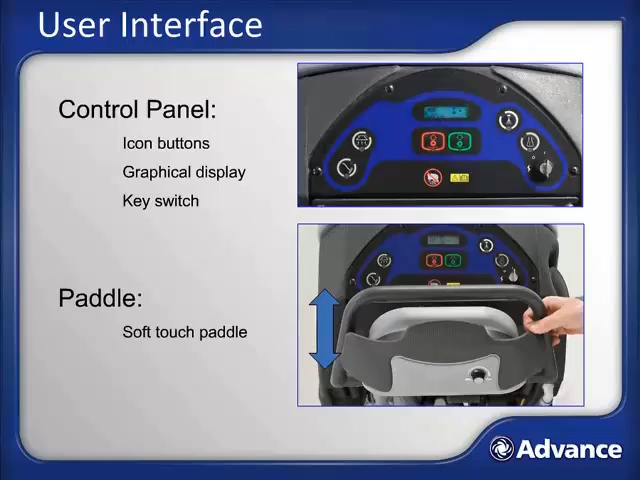 User Interface
Control Panel:
Icon buttons
Graphical display
Key switch
Paddle:
Soft touch paddle
Advance